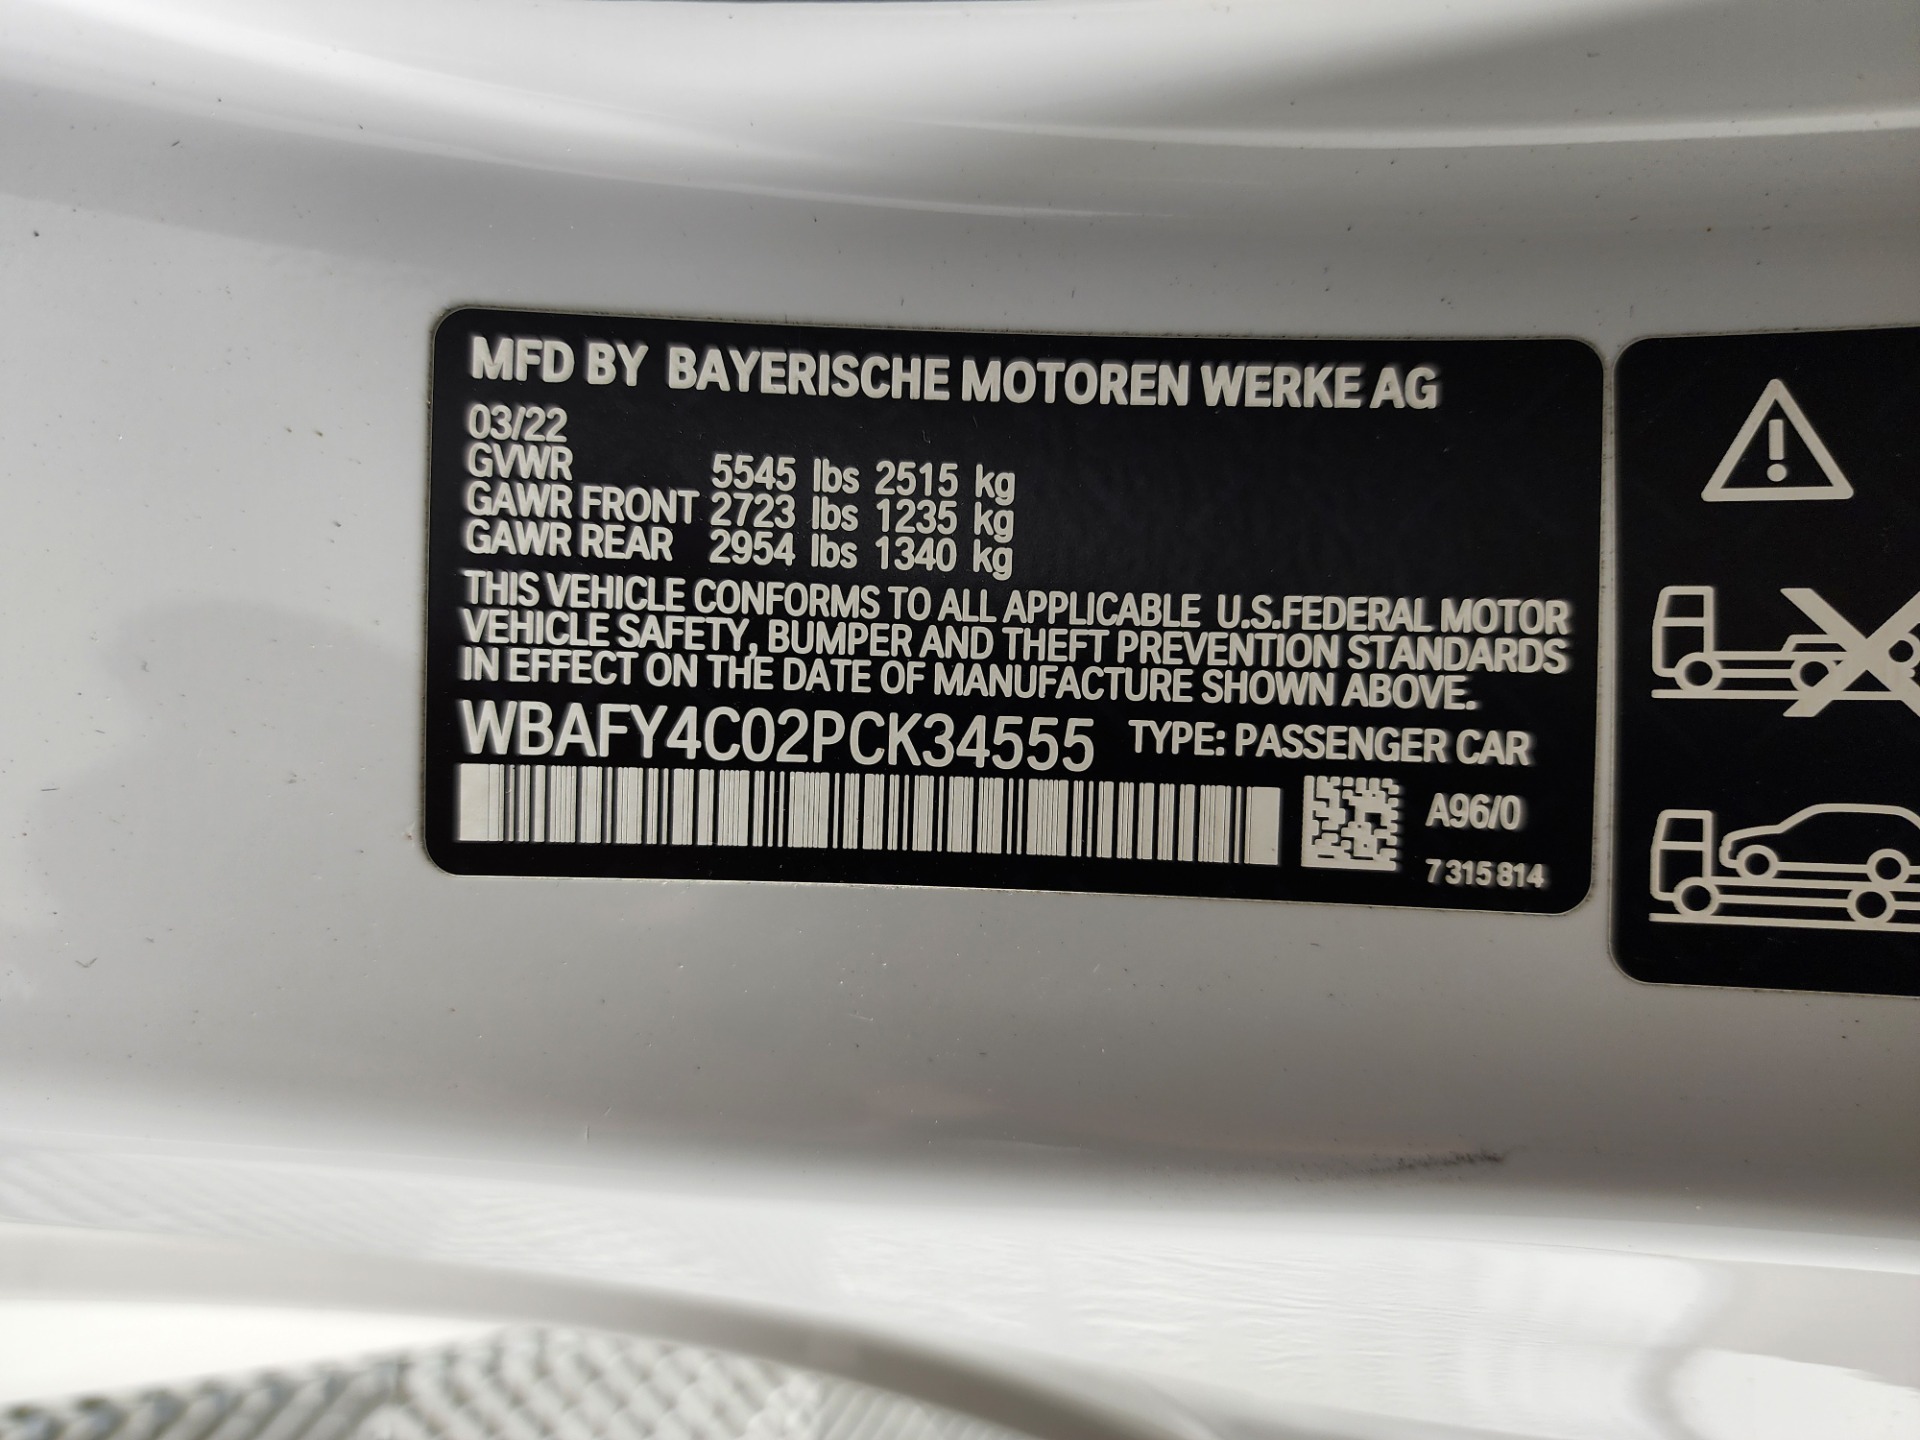 MFD BY BAYERISCHE MOTOREN WERKE AG
03/22
GVWR 5545 lbs 2515 kg
GAWR FRONT 2723 lbs 1235 kg
GAWR REAR 2954 lbs 1340 kg
THIS VEHICLE CONFORMS TO ALL APPLICABLE U.S.FEDERAL MOTOR
VEHICLE SAFETY, BUMPER AND THEFT PREVENTION STANDARDS
IN EFFECT ON THE DATE OF MANUFACTURE SHOWN ABOVE.
WBAFY4C02PCK34555 TYPE: PASSENGER CAR
A96/0
7 315 814